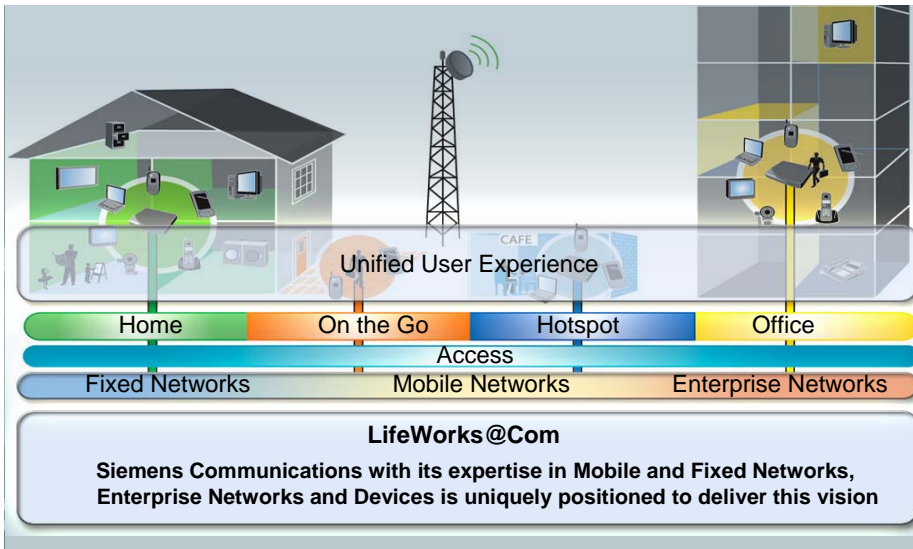 CAFE
Unified User Experience
Home On the Go Hotspot Office
Access
Fixed Networks Mobile Networks Enterprise Networks
LifeWorks@Com
Siemens Communications with its expertise in Mobile and Fixed Networks,
Enterprise Networks and Devices is uniquely positioned to deliver this vision